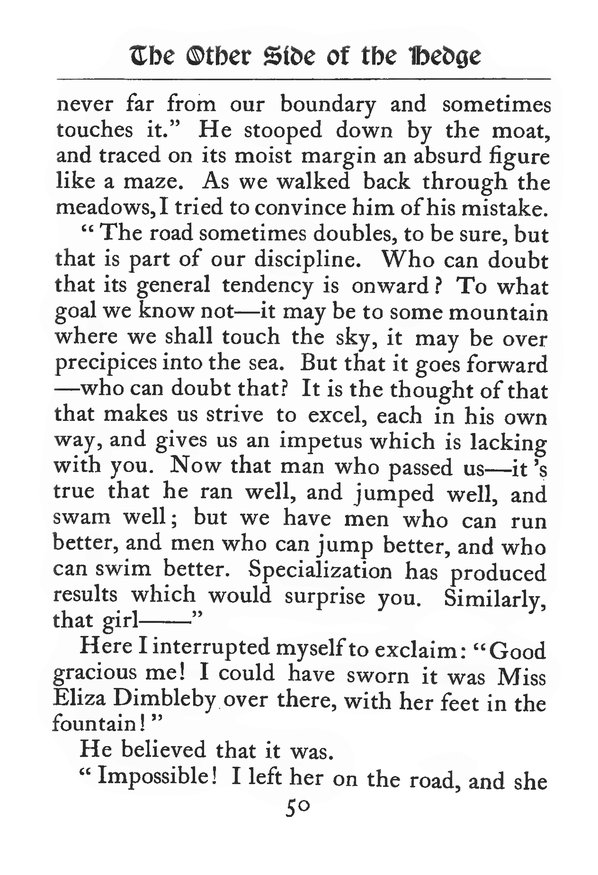 The Other Side of the Hedge
never far from our boundary and sometimes
touches it.” He stooped down by the moat,
and traced on its moist margin an absurd figure
like a maze. As we walked back through the
meadows, I tried to convince him of his mistake.
“The road sometimes doubles, to be sure, but
that is part of our discipline. Who can doubt
that its general tendency is onward? To what
goal we know not—it may be to some mountain
where we shall touch the sky, it may be over
precipices into the sea. But that it goes forward
—who can doubt that? It is the thought of that
that makes us strive to excel, each in his own
way, and gives us an impetus which is lacking
with you. Now that man who passed us—it ’s
true that he ran well, and jumped well, and
swam well; but we have men who can run
better, and men who can jump better, and who
can swim better. Specialization has produced
results which would surprise you. Similarly,
that girl——”
Here I interrupted myself to exclaim: “Good
gracious me! I could have sworn it was Miss
Eliza Dimbleby over there, with her feet in the
fountain!”
He believed that it was.
“Impossible! I left her on the road, and she
50